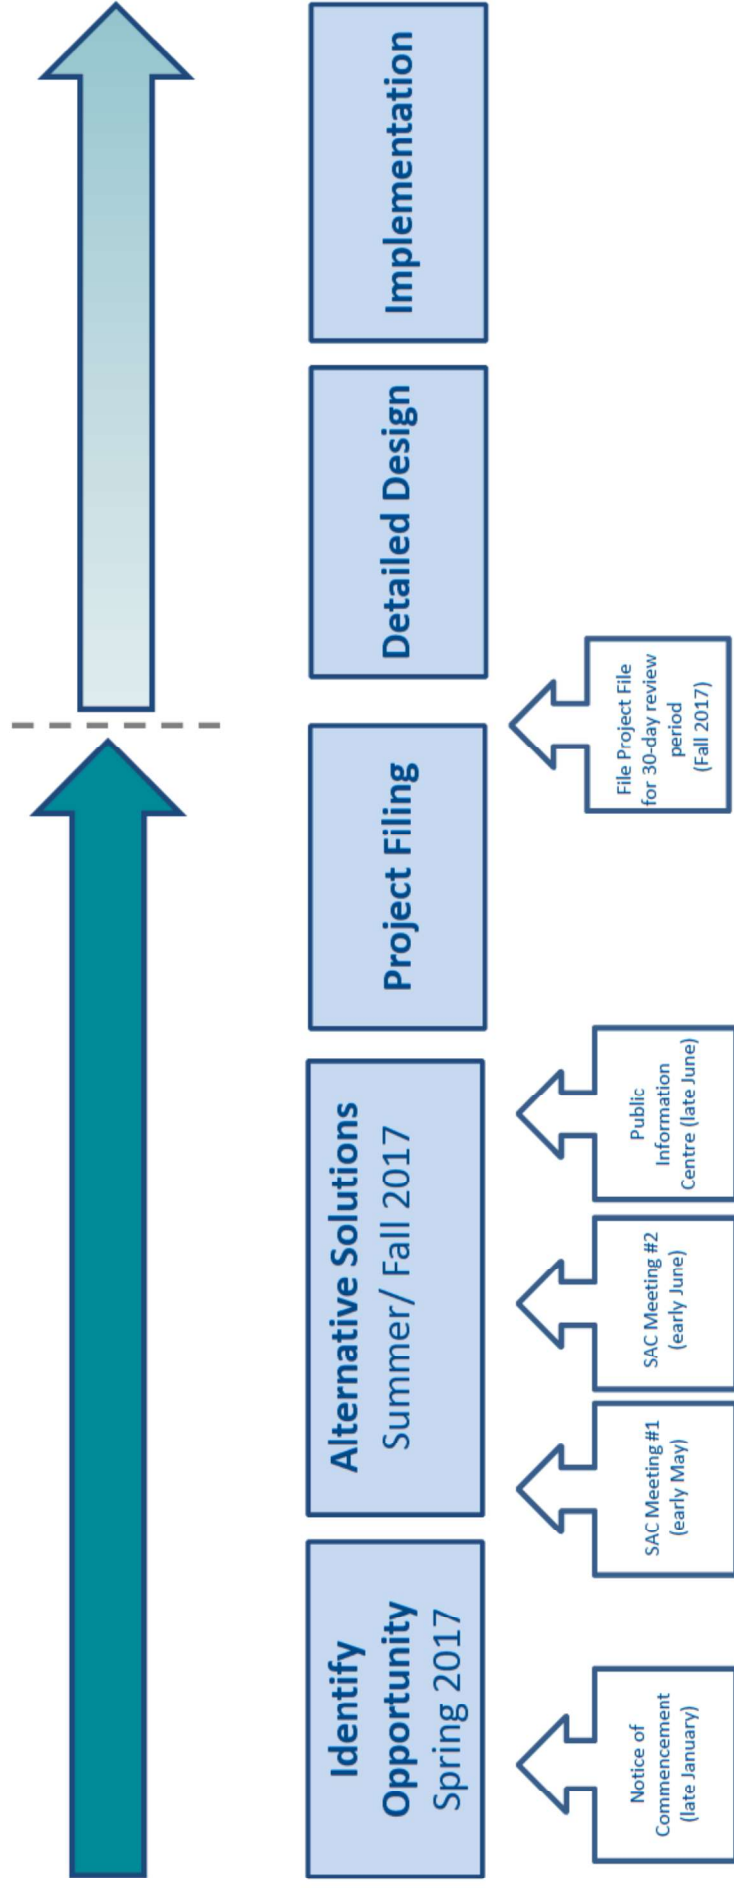 Identify
Opportunity
Spring 2017
Alternative Solutions
Summer/ Fall 2017
Project Filing
Detailed Design
Implementation
Notice of
Commencement
(late January)
SAC Meeting #1
(early May)
SAC Meeting #2
(early June)
Public
Information
Centre (late June)
File Project File
for 30-day review
period
(Fall 2017)